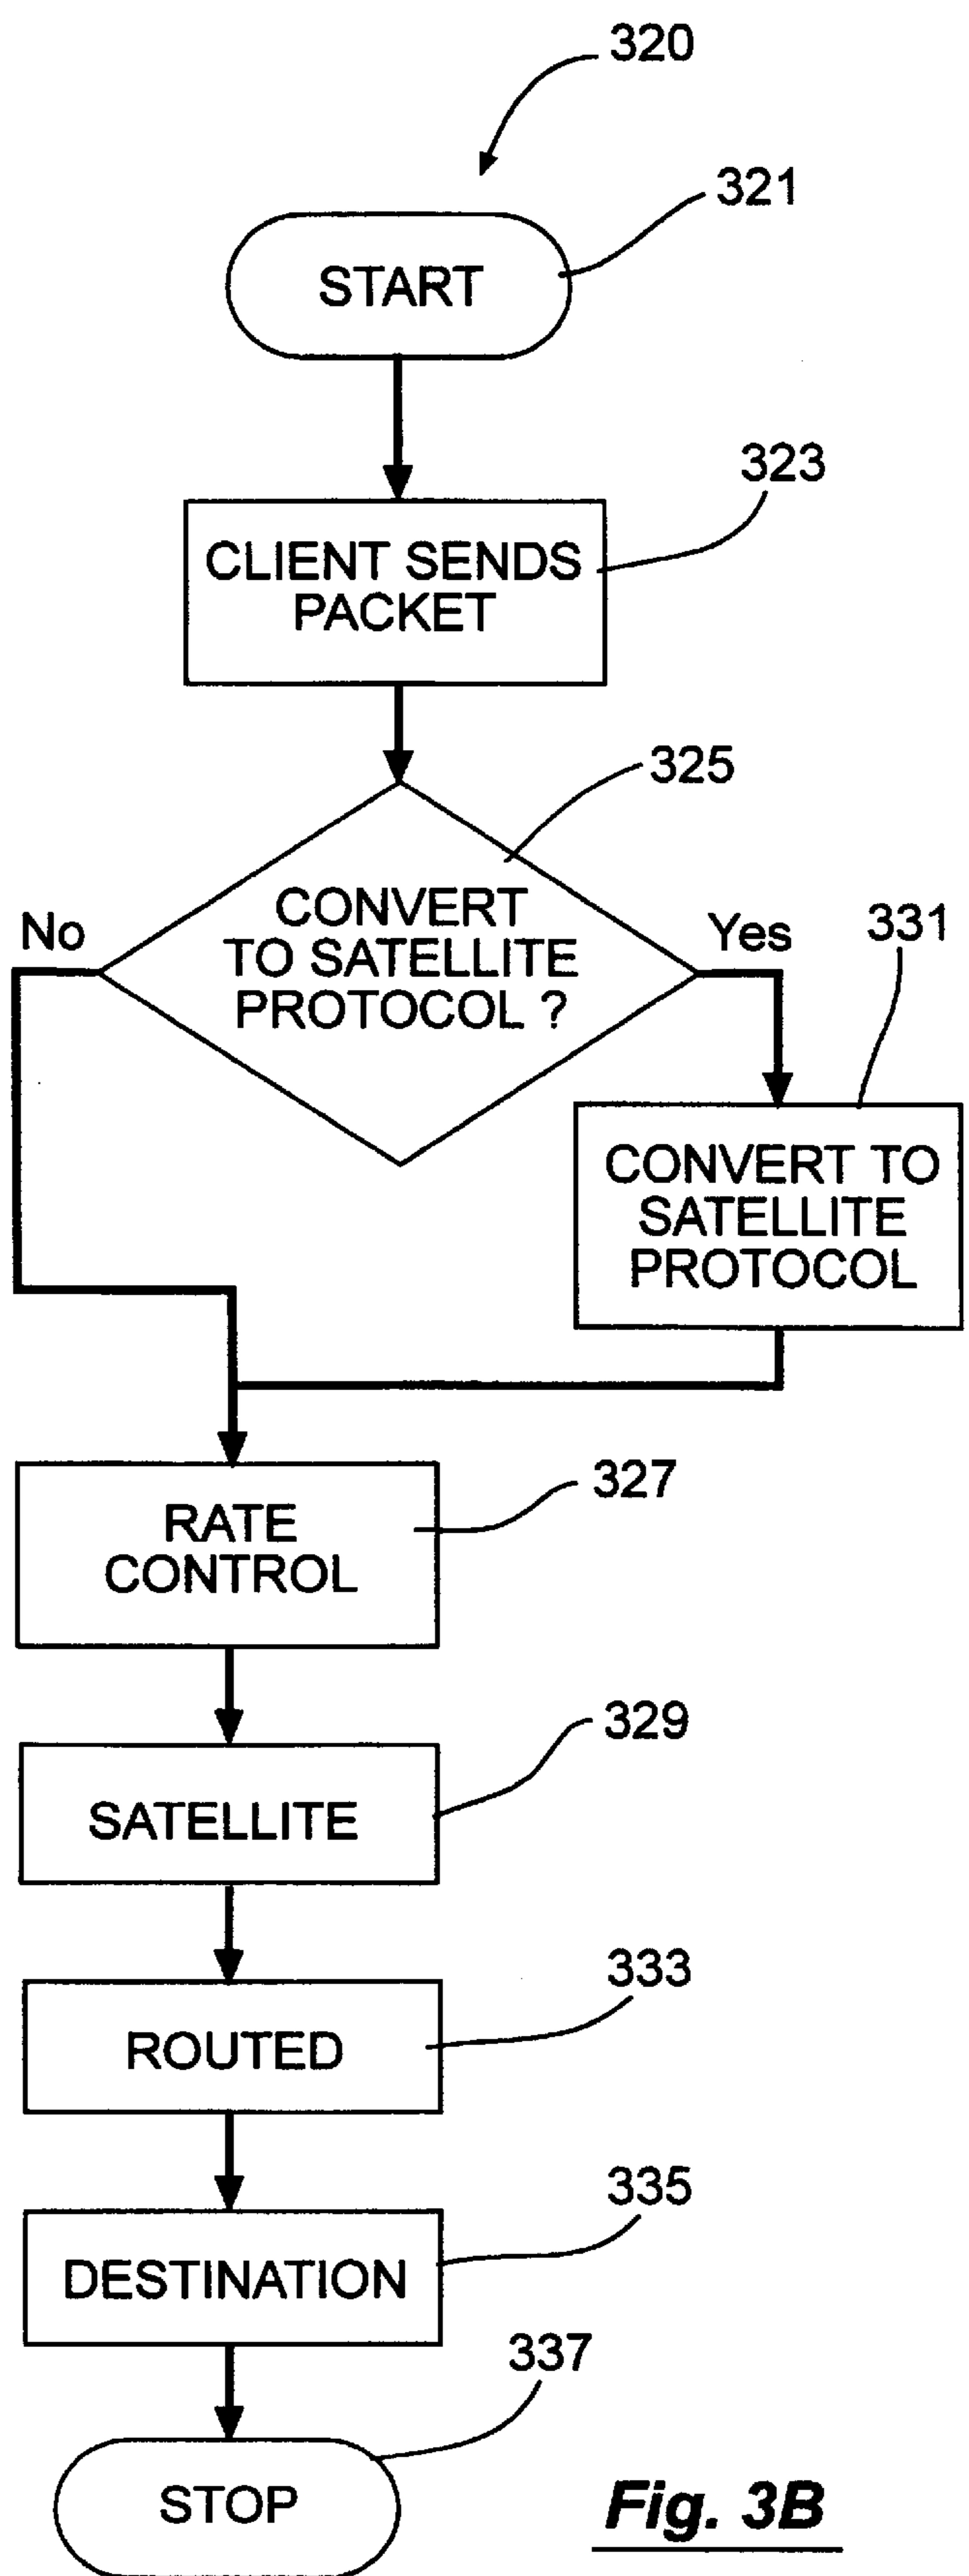 320
321
START
323
CLIENT SENDS
PACKET
325
CONVERT
TO SATELLITE
PROTOCOL ?
No
Yes
331
CONVERT TO
SATELLITE
PROTOCOL
327
RATE
CONTROL
329
SATELLITE
333
ROUTED
335
DESTINATION
337
STOP
Fig. 3B